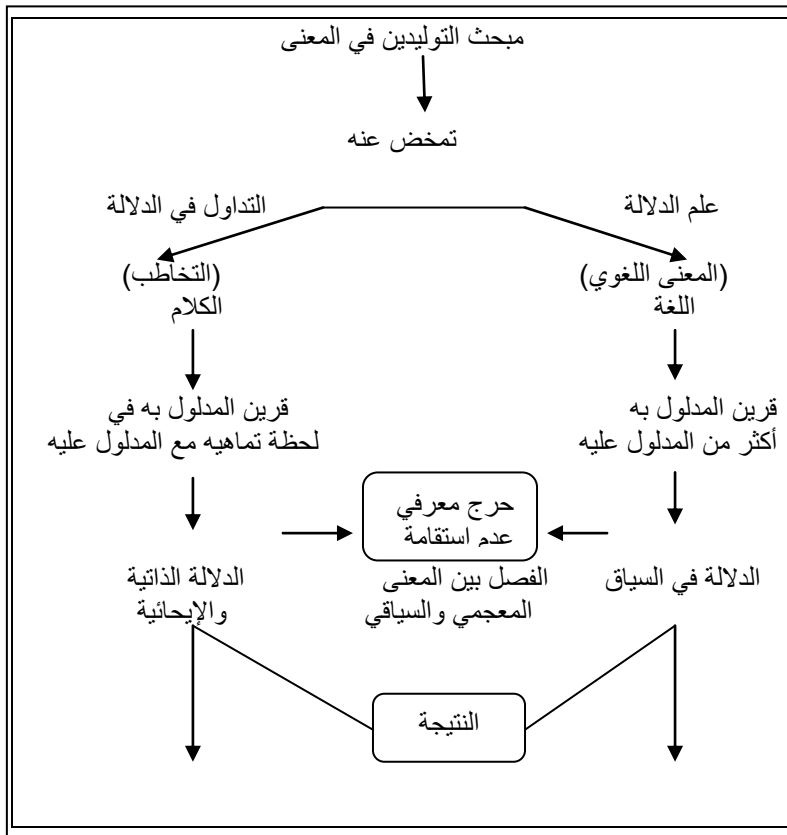 مبحث التوليدين في المعنى
تمخض عنه
علم الدلالة
التداول في الدلالة
(المعنى اللغوي)
اللغة
(التخاطب)
الكلام
قرين المدلول به
أكثر من المدلول عليه
قرين المدلول به في
لحظة تماهيه مع المدلول عليه
حرج معرفي
عدم استقامة
الدلالة في السياق
الفصل بين المعنى
المعجمي والسياقي
الدلالة الذاتية
والإيحائية
النتيجة